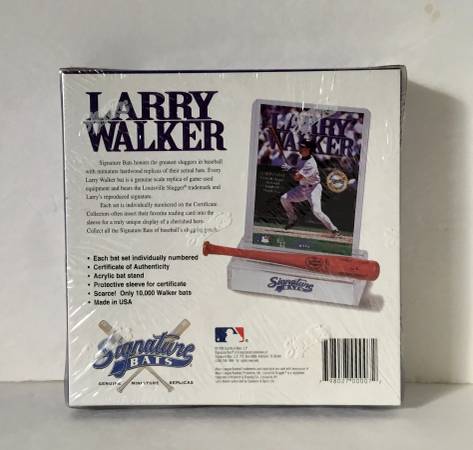 LARRY
WALKER
Signature Bats honors the greatest sluggers in baseball
with miniature hardwood replicas of their actual bats. Every
Larry Walker bat is a genuine scale replica of game-used
equipment and bears the Louisville Slugger® trademark and
Larry's reproduced signature.
Each set is individually numbered on the Certificate
Collectors often insert their favorite trading card into the
sleeve for a truly unique display of a cherished hero.
Collect all the Signature Bats of baseball's
• Each bat set individually numbered
• Certificate of Authenticity
• Acrylic bat stand
• Protective sleeve for certificate
• Scarce! Only 10,000 Walker bats
• Made in USA
LARRY
WALKER
Signature
BATS
Signature
BATS
GENUINE MINIATURE REPLICAS